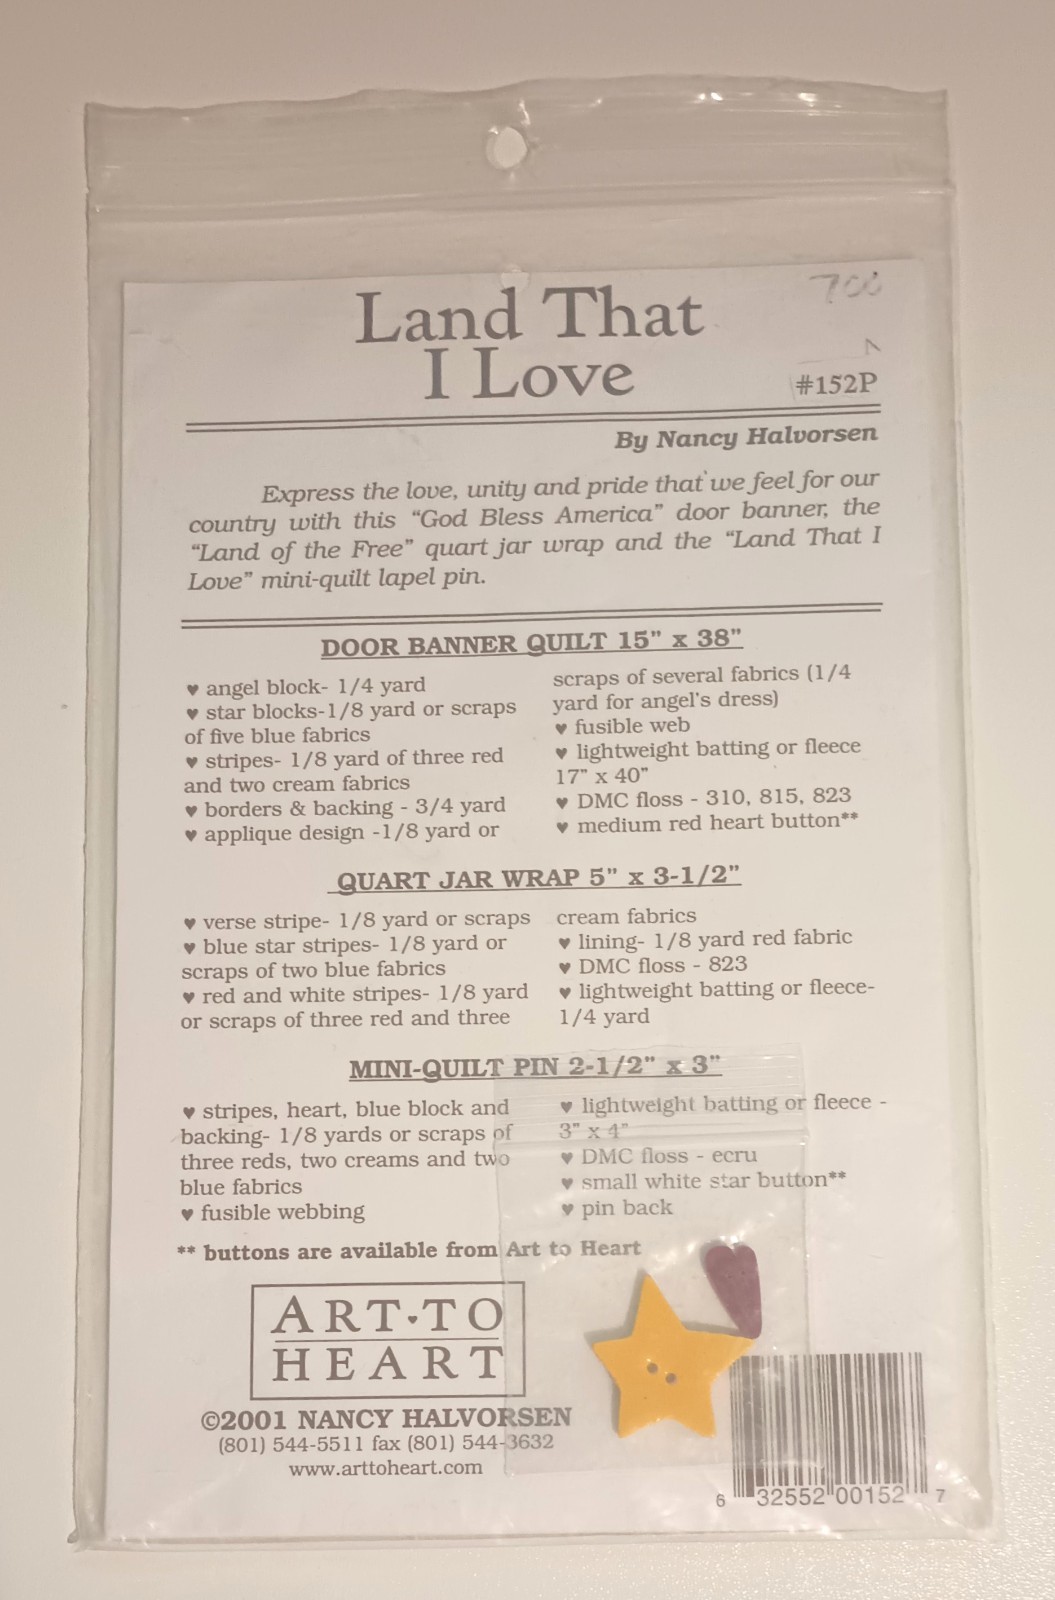 700
Land That
I Love
#152P
By Nancy Halvorsen
Express the love, unity and pride that we feel for our
country with this "God Bless America" door banner, the
"Land of the Free" quart jar wrap and the "Land That I
Love" mini-quilt lapel pin.
DOOR BANNER QUILT 15" x 38"
♥ angel block- 1/4 yard
♥ star blocks-1/8 yard or scraps
of five blue fabrics
♥ stripes- 1/8 yard of three red
and two cream fabrics
♥ borders & backing - 3/4 yard
♥ applique design -1/8 yard or
scraps of several fabrics (1/4
yard for angel's dress)
♥ fusible web
♥ lightweight batting or fleece
17" x 40"
♥ DMC floss - 310, 815, 823
♥ medium red heart button**
QUART JAR WRAP 5" x 3-1/2"
♥ verse stripe- 1/8 yard or scraps
♥ blue star stripes- 1/8 yard or
scraps of two blue fabrics
♥ red and white stripes- 1/8 yard
or scraps of three red and three
cream fabrics
♥ lining- 1/8 yard red fabric
♥ DMC floss - 823
♥ lightweight batting or fleece-
1/4 yard
MINI-QUILT PIN 2-1/2" x 3"
♥ stripes, heart, blue block and
backing- 1/8 yards or scraps of
three reds, two creams and two
blue fabrics
♥ fusible webbing
♥ lightweight batting or fleece -
3" x 4"
♥ DMC floss - ecru
♥ small white star button**
♥ pin back
** buttons are available from Art to Heart
ART♥TO
HEART
©2001 NANCY HALVORSEN
(801) 544-5511 fax (801) 544-3632
www.arttoheart.com
6 32552 00152 7